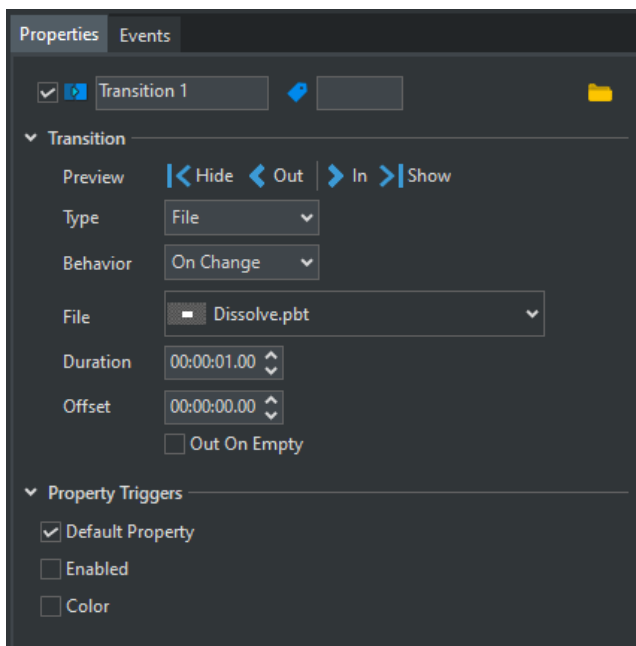 Properties Events
Transition 1
Transition
Preview Hide Out In Show
Type File
Behavior On Change
File Dissolve.pbt
Duration 00:00:01.00
Offset 00:00:00.00
Out On Empty
Property Triggers
Default Property
Enabled
Color